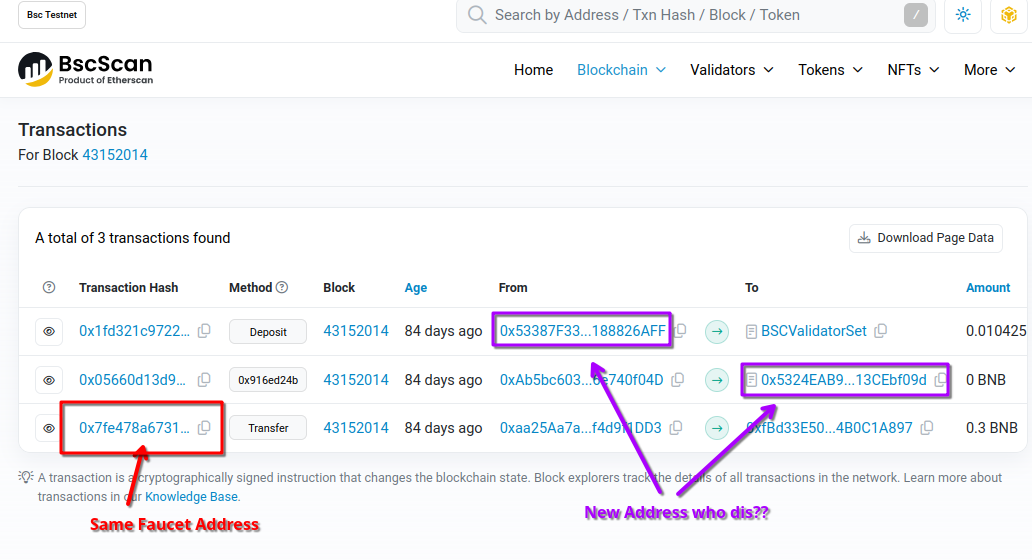 Bsc Testnet
Search by Address / Txn Hash / Block / Token
/
BscScan
Product of Etherscan
Home Blockchain Validators Tokens NFTs More
Transactions
For Block 43152014
A total of 3 transactions found
Download Page Data
Transaction Hash Method Block Age From To Amount
0x1fd321c9722... Deposit 43152014 84 days ago 0x53387F33...188826AFF BSCValidatorSet 0.010425
0x05660d13d9... 0x916ed24b 43152014 84 days ago 0xAb5bc603...6e740f04D 0x5324EAB9...13CEbf09d 0 BNB
0x7fe478a6731... Transfer 43152014 84 days ago 0xaa25Aa7a...f4d9f1DD3 0xfBd33E50...4B0C1A897 0.3 BNB
A transaction is a cryptographically signed instruction that changes the blockchain state. Block explorers track the details of all transactions in the network. Learn more about
transactions in our Knowledge Base.
Same Faucet Address
New Address who dis??